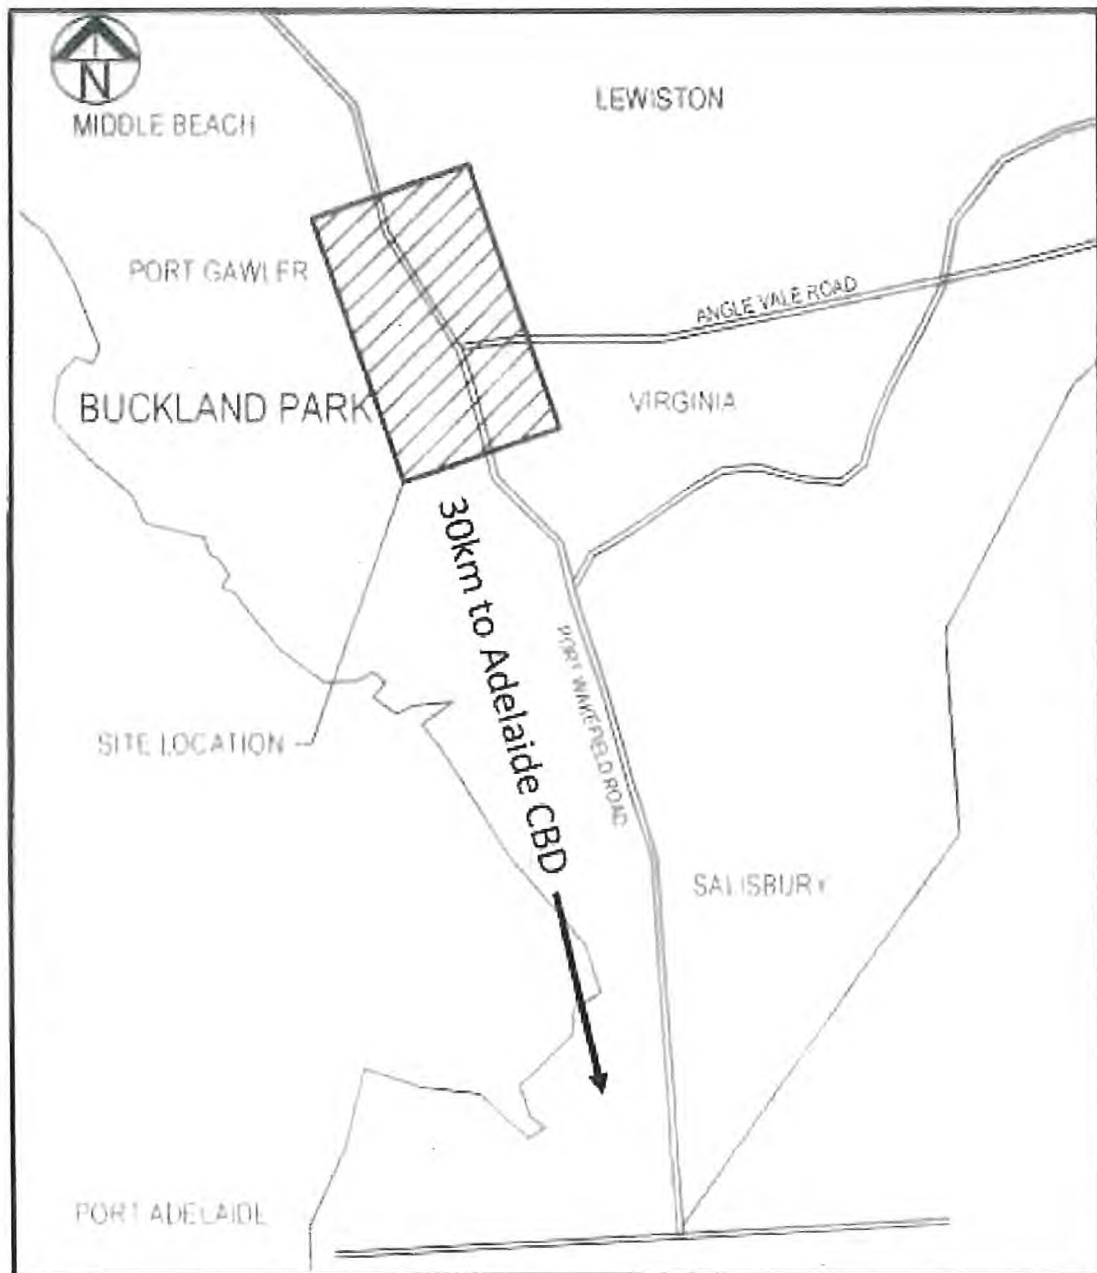 N
LEWISTON
MIDDLE BEACH
PORT GAWLER
ANGLE VALE ROAD
BUCKLAND PARK
VIRGINIA
30km to Adelaide CBD
PORT WAKEFIELD ROAD
SITE LOCATION
SALISBURY
PORT ADELAIDE